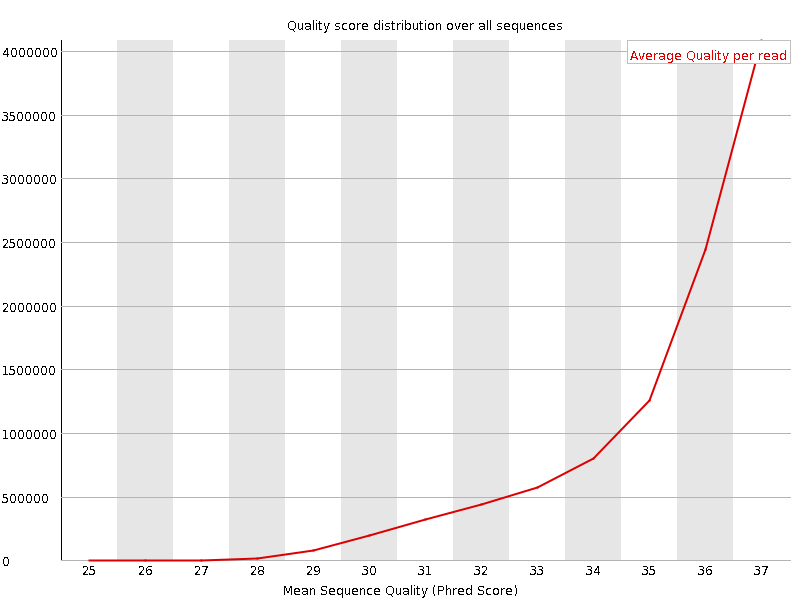 Quality score distribution over all sequences
Average Quality per read
4000000
3500000
3000000
2500000
2000000
1500000
1000000
500000
0
25 26 27 28 29 30 31 32 33 34 35 36 37
Mean Sequence Quality (Phred Score)